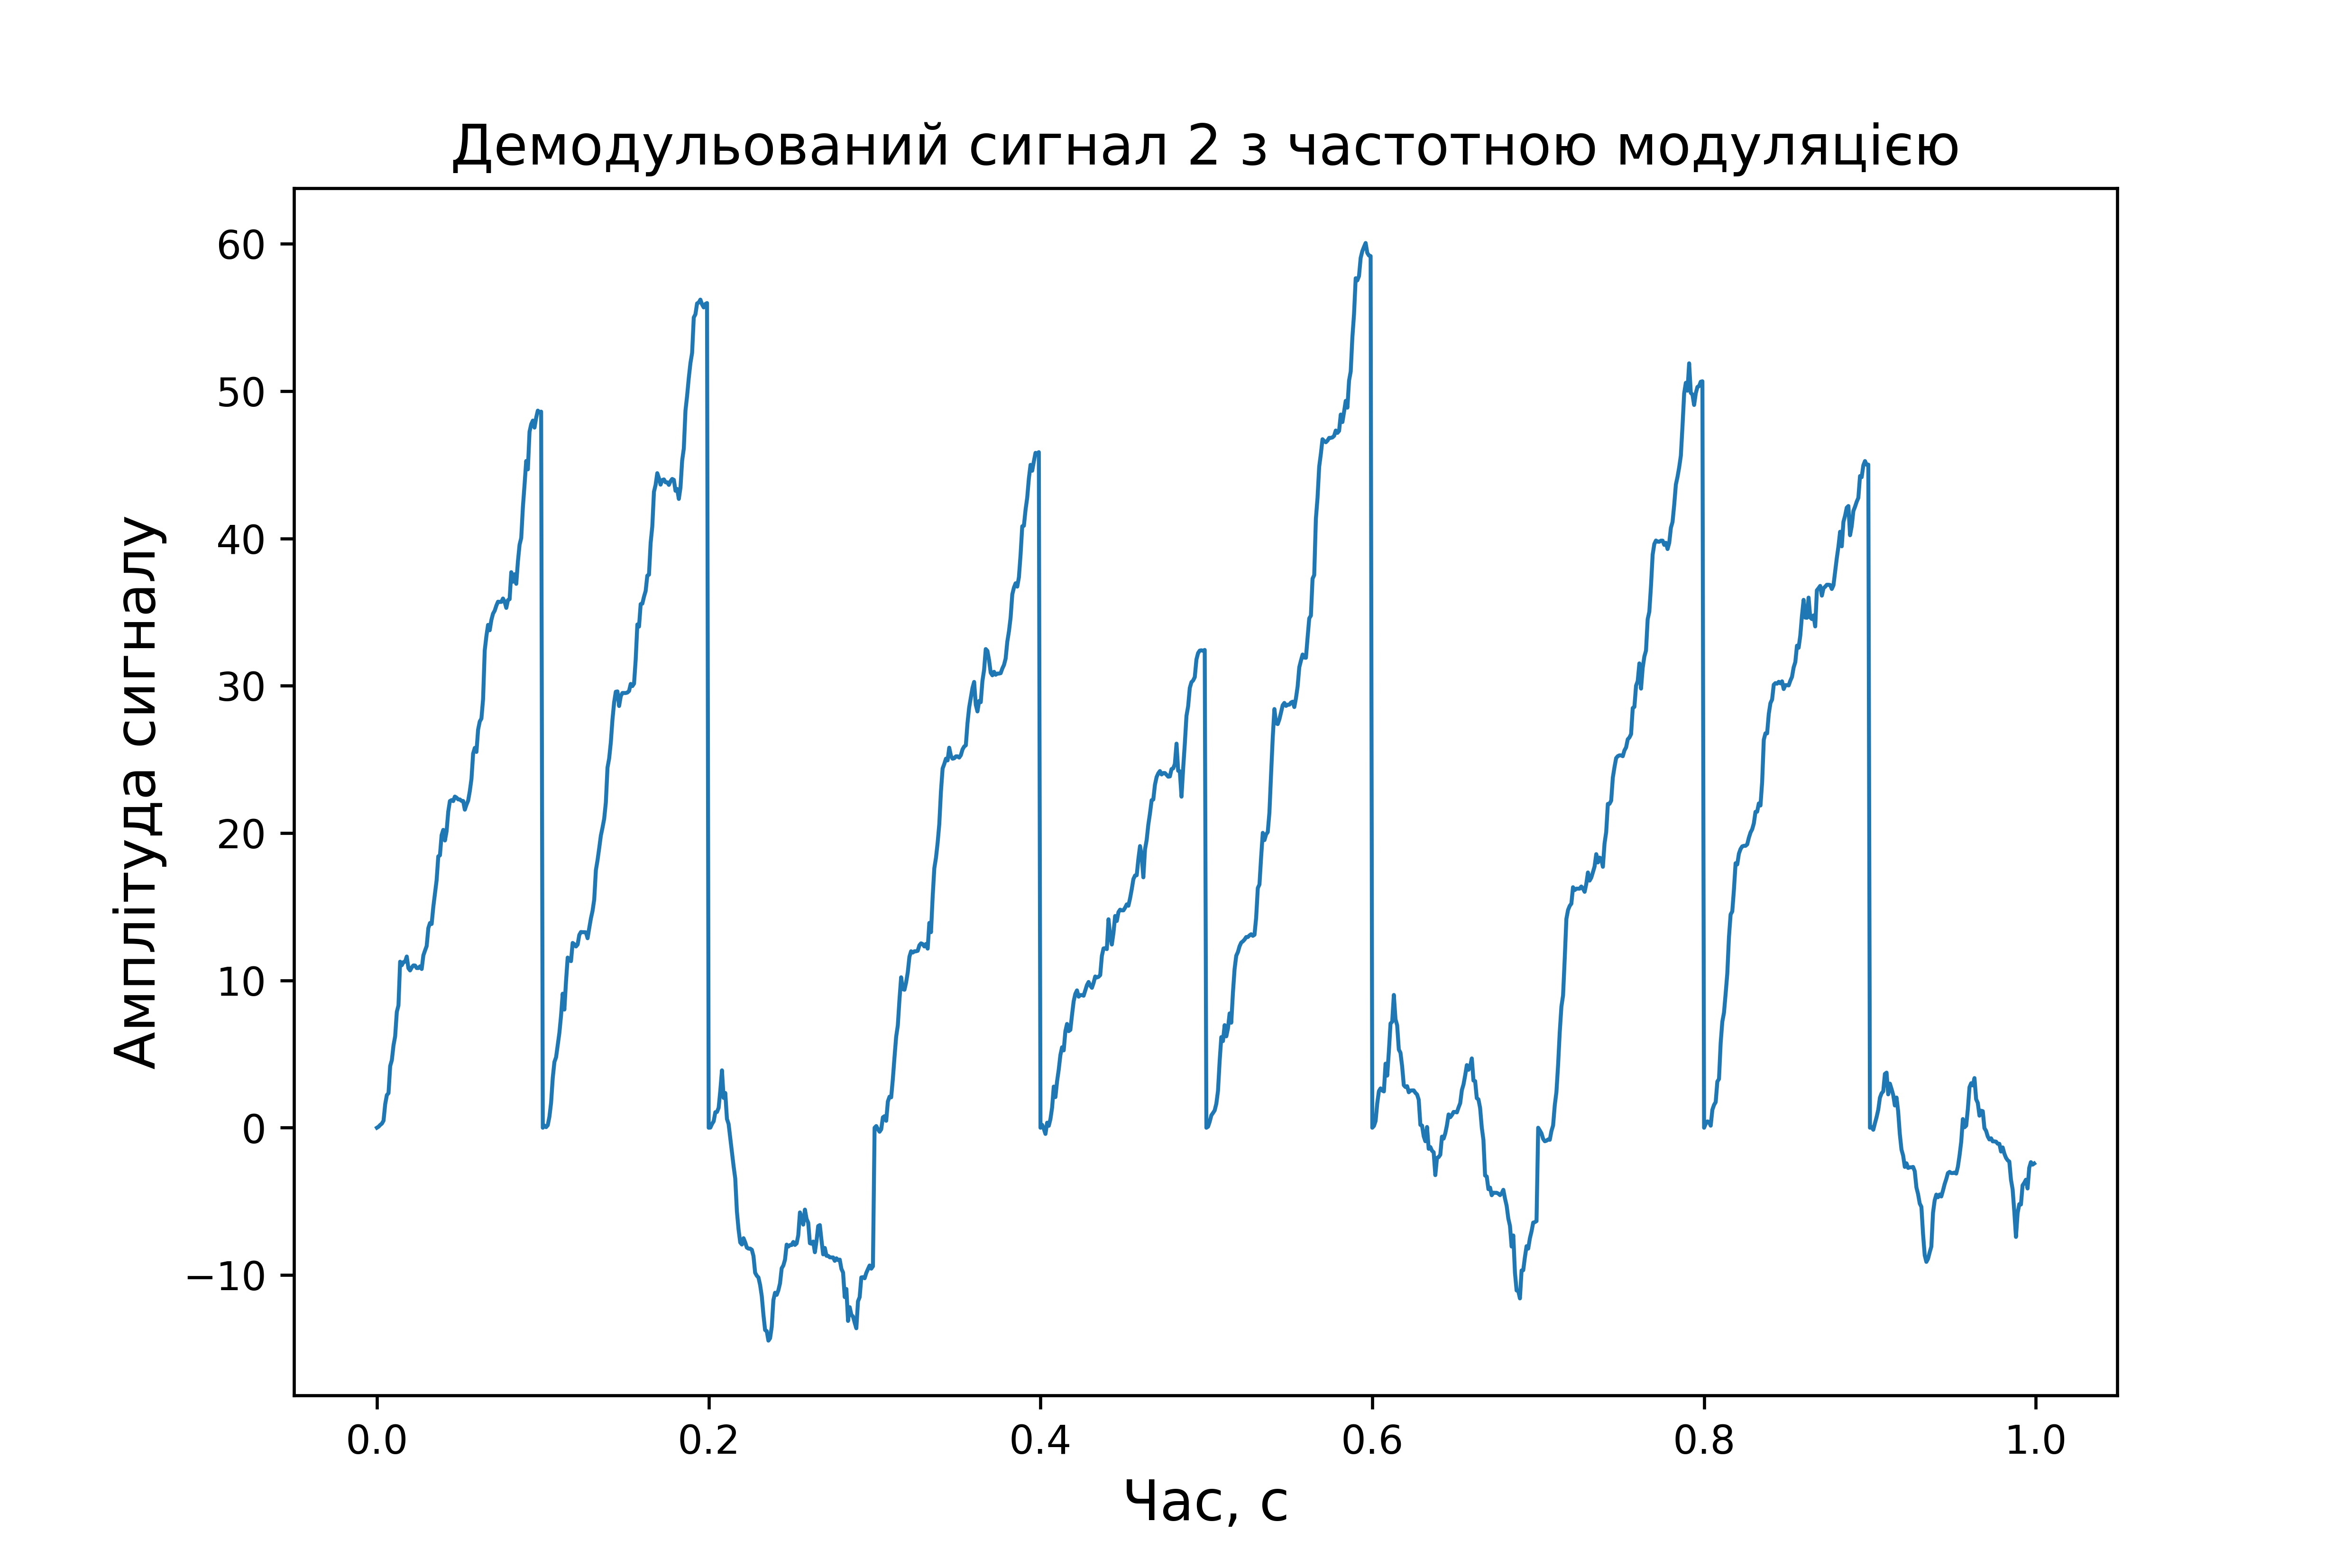 Демодульований сигнал 2 з частотною модуляцією
Амплітуда сигналу
60
50
40
30
20
10
0
−10
0.0 0.2 0.4 0.6 0.8 1.0
Час, с